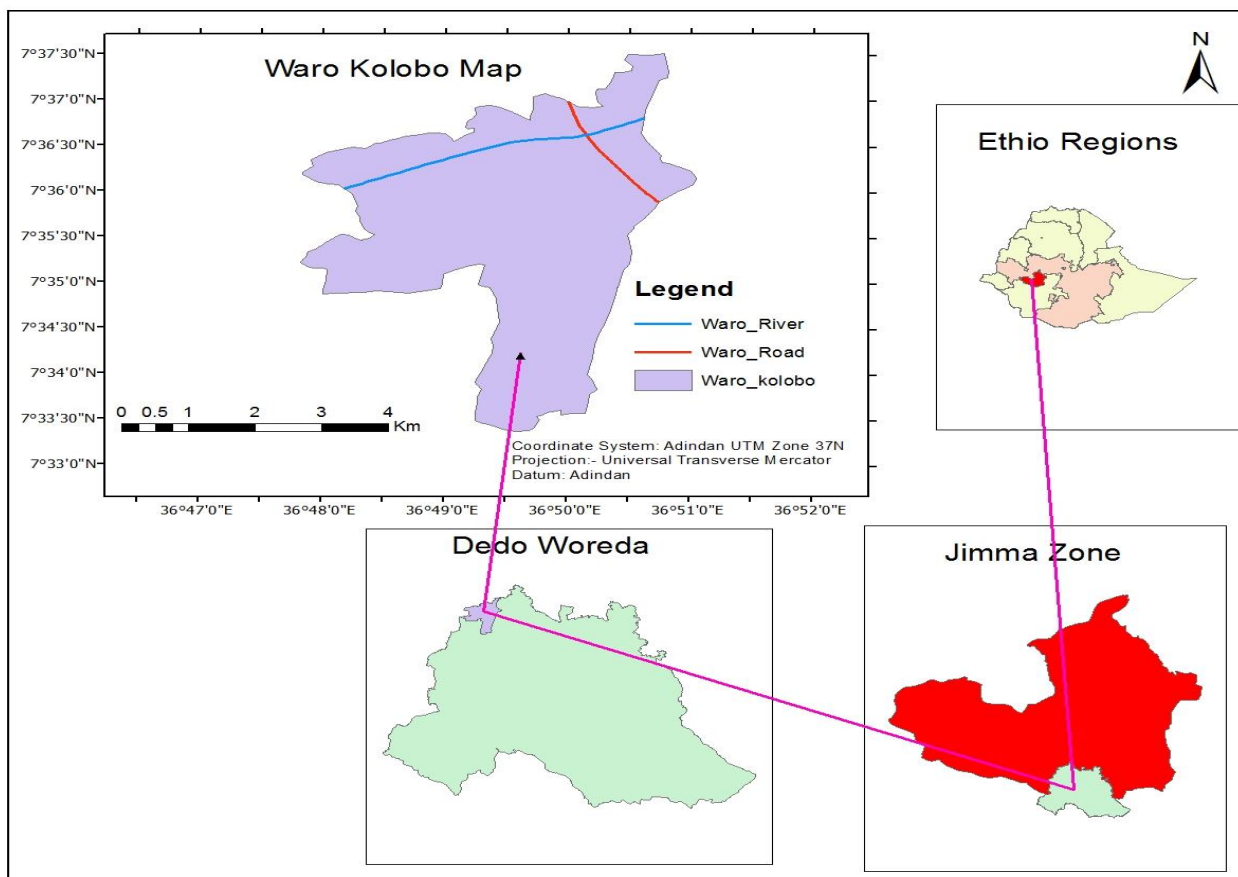 Waro Kolobo Map
7°37'30"N
7°37'0"N
7°36'30"N
7°36'0"N
7°35'30"N
7°35'0"N
7°34'30"N
7°34'0"N
7°33'30"N
7°33'0"N
Legend
Waro_River
Waro_Road
Waro_kolobo
0 0.5 1 2 3 4
Km
Coordinate System: Adindan UTM Zone 37N
Projection:- Universal Transverse Mercator
Datum: Adindan
36°47'0"E 36°48'0"E 36°49'0"E 36°50'0"E 36°51'0"E 36°52'0"E
N
Ethio Regions
Dedo Woreda
Jimma Zone